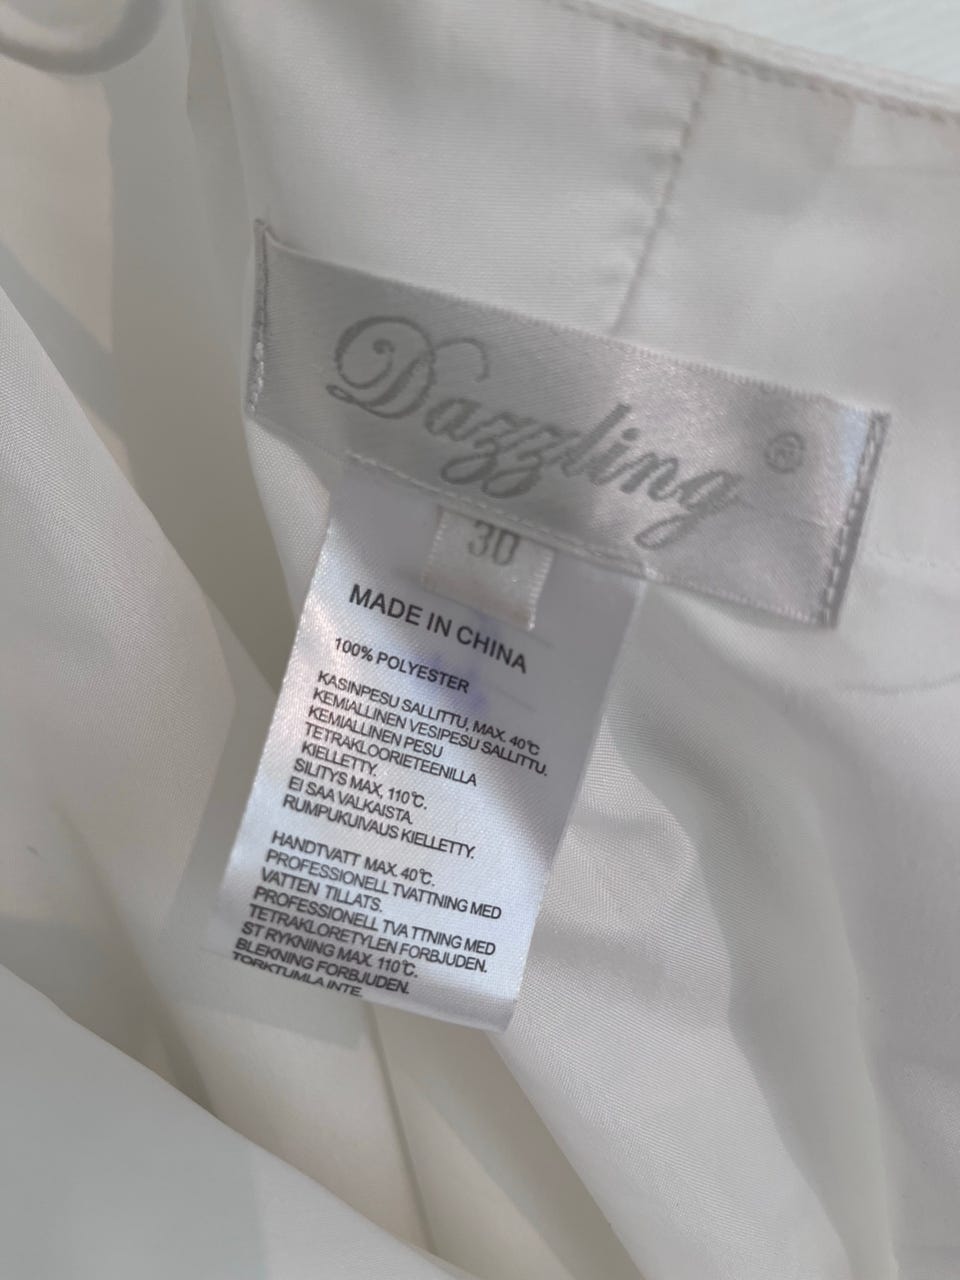 Dazzling ®
30
MADE IN CHINA
100% POLYESTER
KASINPESU SALLITTU, MAX. 40℃
KEMIALLINEN VESIPESU SALLITTU.
KEMIALLINEN PESU
TETRAKLOORIETEENILLA
KIELLETTY.
SILITYS MAX, 110℃.
EI SAA VALKAISTA.
RUMPUKUIVAUS KIELLETTY.
HANDTVATT MAX. 40℃.
PROFESSIONELL TVATTNING MED
VATTEN TILLATS.
PROFESSIONELL TVA TTNING MED
TETRAKLORETYLEN FORBJUDEN.
ST RYKNING MAX. 110℃.
BLEKNING FORBJUDEN.
TORKTUMLA INTE.